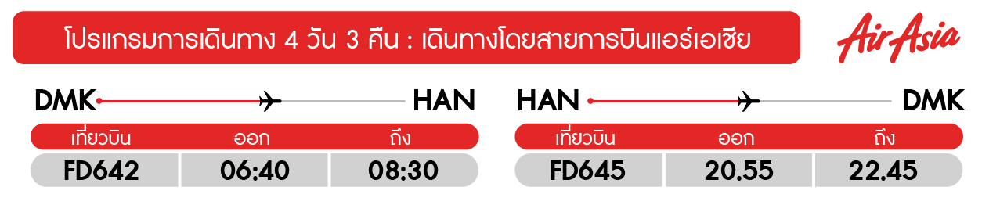 โปรแกรมการเดินทาง 4 วัน 3 คืน : เดินทางโดยสายการบินแอร์เอเชีย
AirAsia
DMK HAN
เที่ยวบิน ออก ถึง
FD642 06:40 08:30
HAN DMK
เที่ยวบิน ออก ถึง
FD645 20.55 22.45